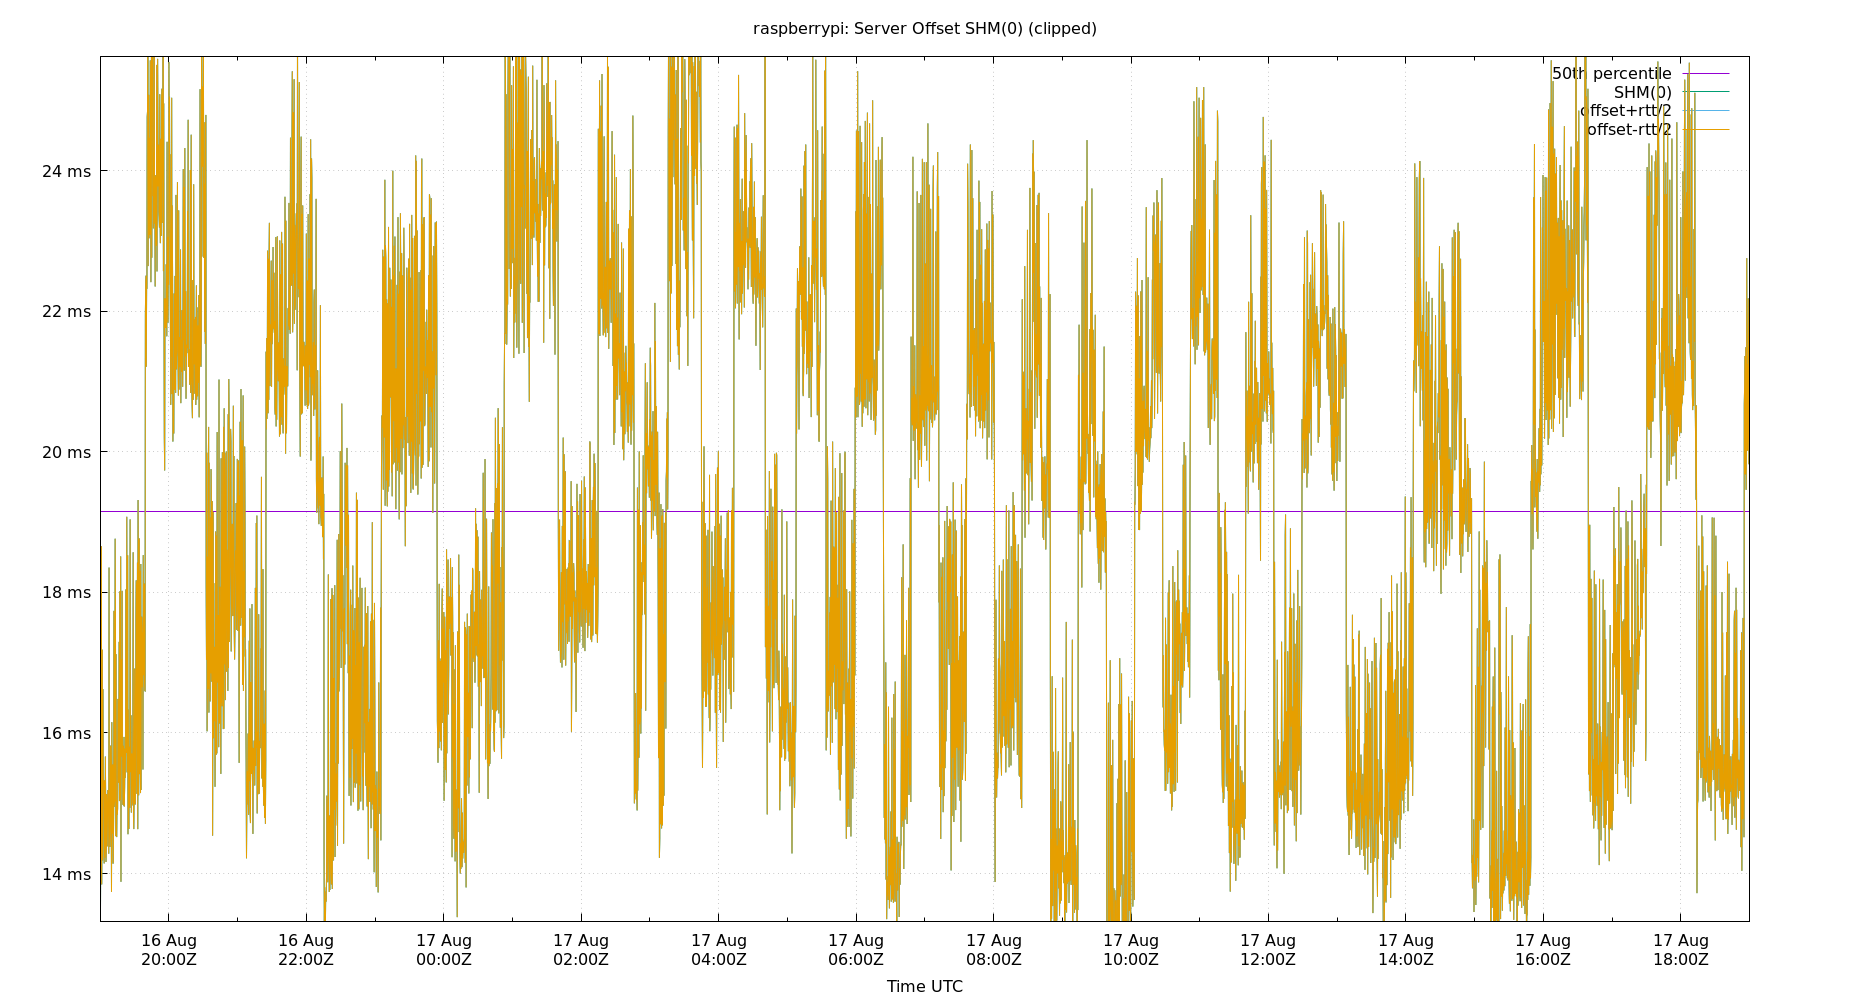 raspberrypi: Server Offset SHM(0) (clipped)
50th percentile
SHM(0)
offset+rtt/2
offset-rtt/2
24 ms
22 ms
20 ms
18 ms
16 ms
14 ms
16 Aug 16 Aug 17 Aug 17 Aug 17 Aug 17 Aug 17 Aug 17 Aug 17 Aug 17 Aug 17 Aug 17 Aug
20:00Z 22:00Z 00:00Z 02:00Z 04:00Z 06:00Z 08:00Z 10:00Z 12:00Z 14:00Z 16:00Z 18:00Z
Time UTC